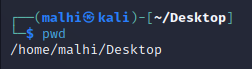 ┌──(malhi㉿kali)-[~/Desktop]
└─$ pwd
/home/malhi/Desktop